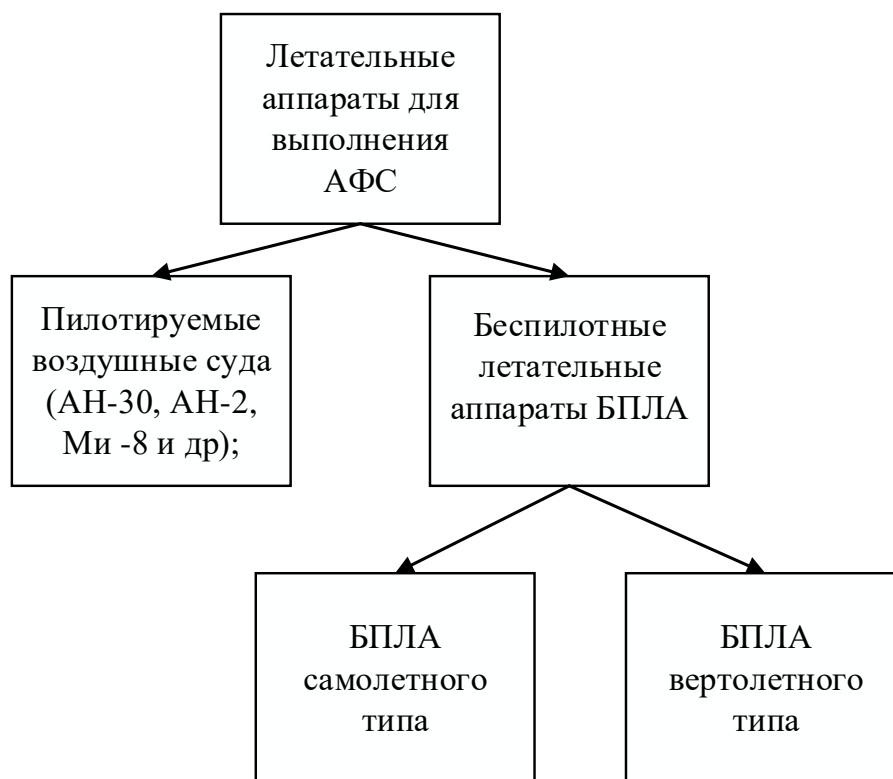 Летательные
аппараты для
выполнения
АФС
Пилотируемые
воздушные суда
(АН-30, АН-2,
Ми -8 и др);
Беспилотные
летательные
аппараты БПЛА
БПЛА
самолетного
типа
БПЛА
вертолетного
типа